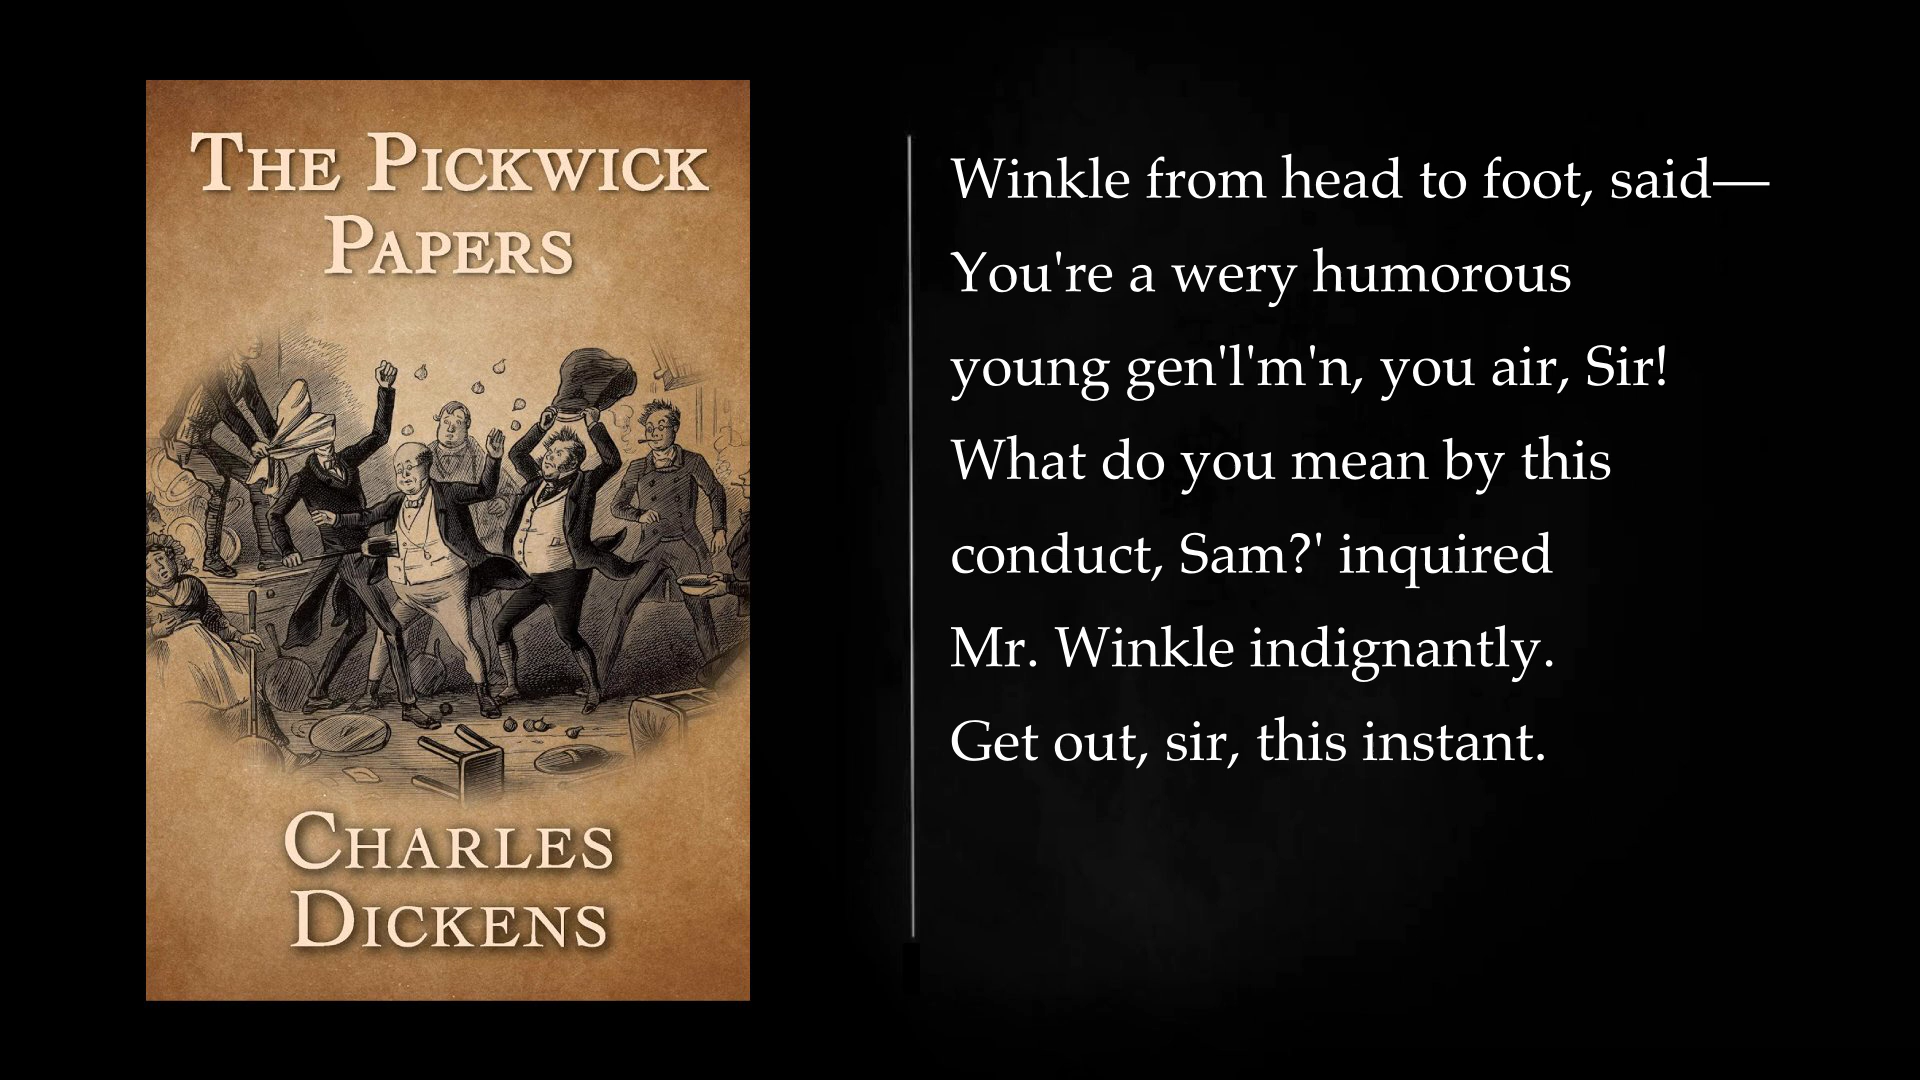 THE PICKWICK
PAPERS
CHARLES
DICKENS
Winkle from head to foot, said—
You're a wery humorous
young gen'l'm'n, you air, Sir!
What do you mean by this
conduct, Sam?' inquired
Mr. Winkle indignantly.
Get out, sir, this instant.